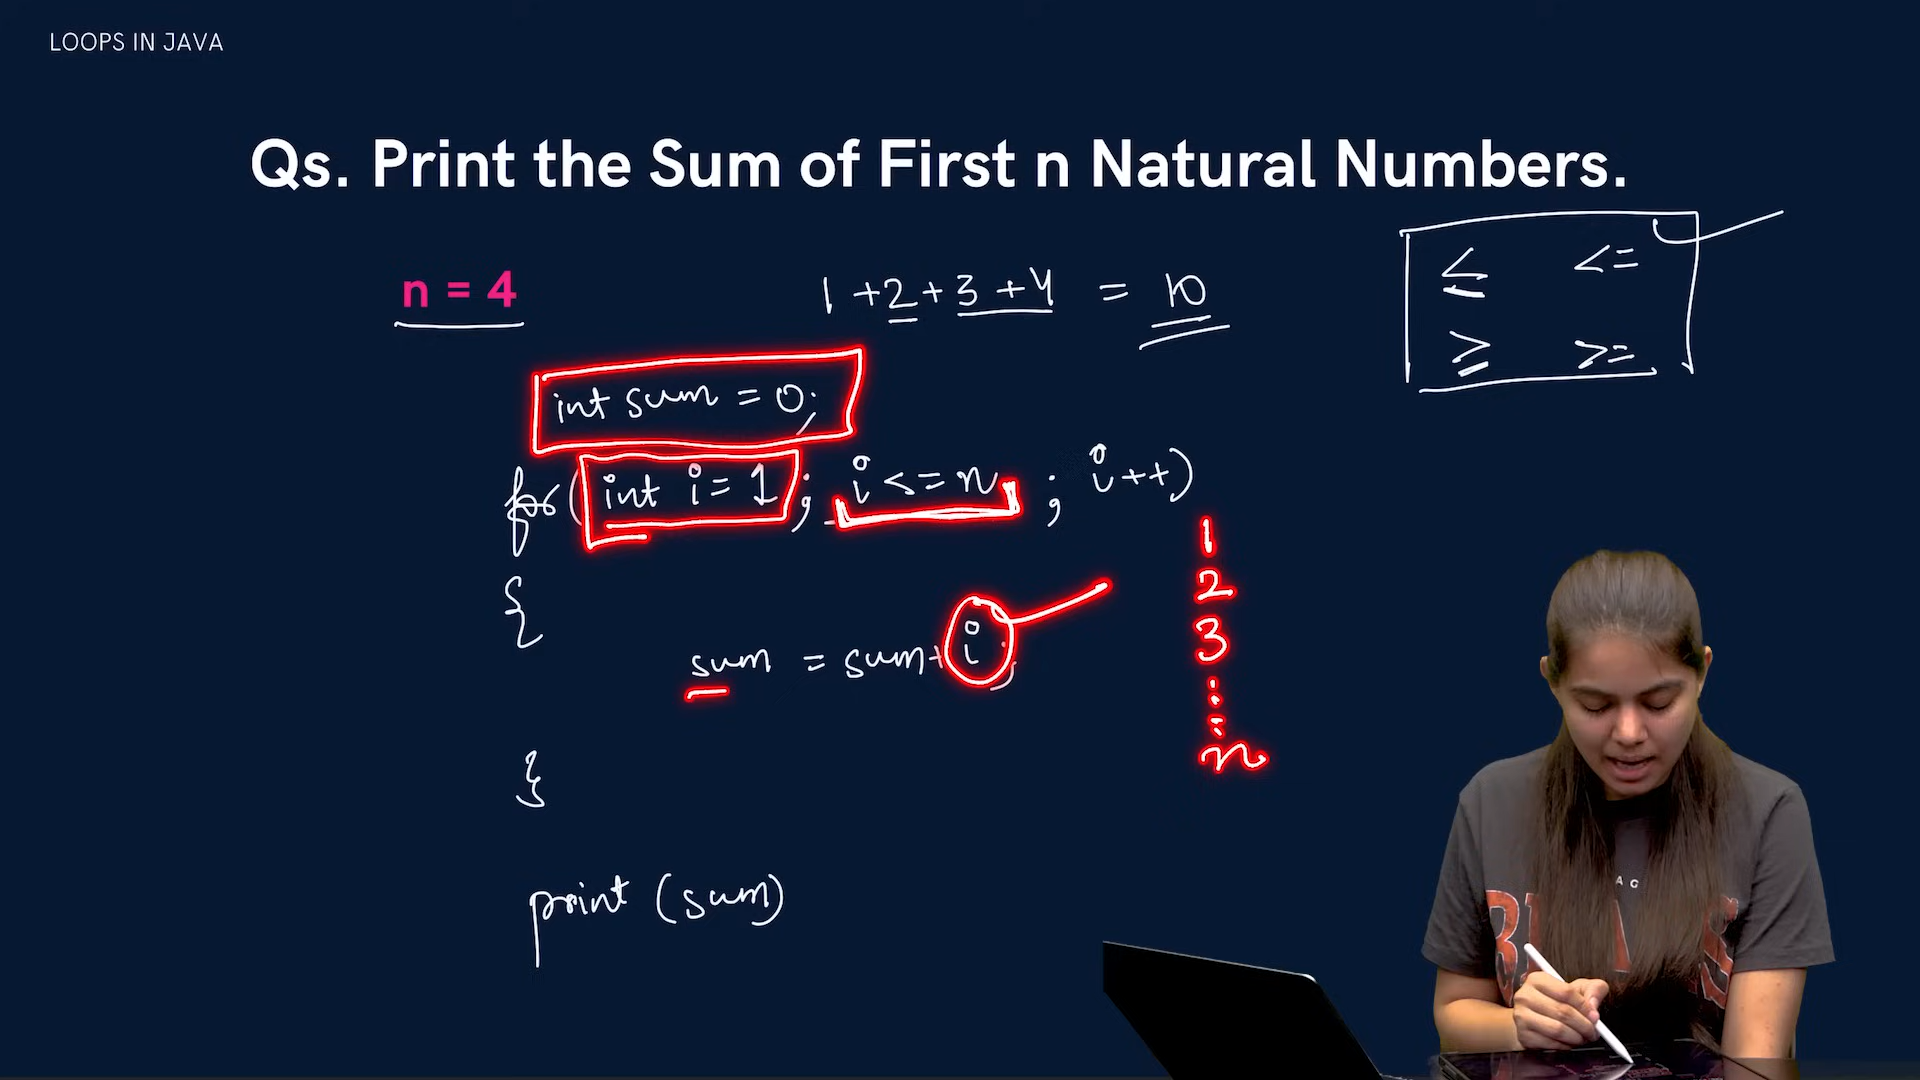 LOOPS IN JAVA
Qs. Print the Sum of First n Natural Numbers.
n = 4
1 + 2 + 3 + 4 = 10
≤ <=
≥ >=
int sum = 0;
for ( int i = 1 ; i <= n ; i++)
{
sum = sum + i;
}
print (sum)
1
2
3
n
AG